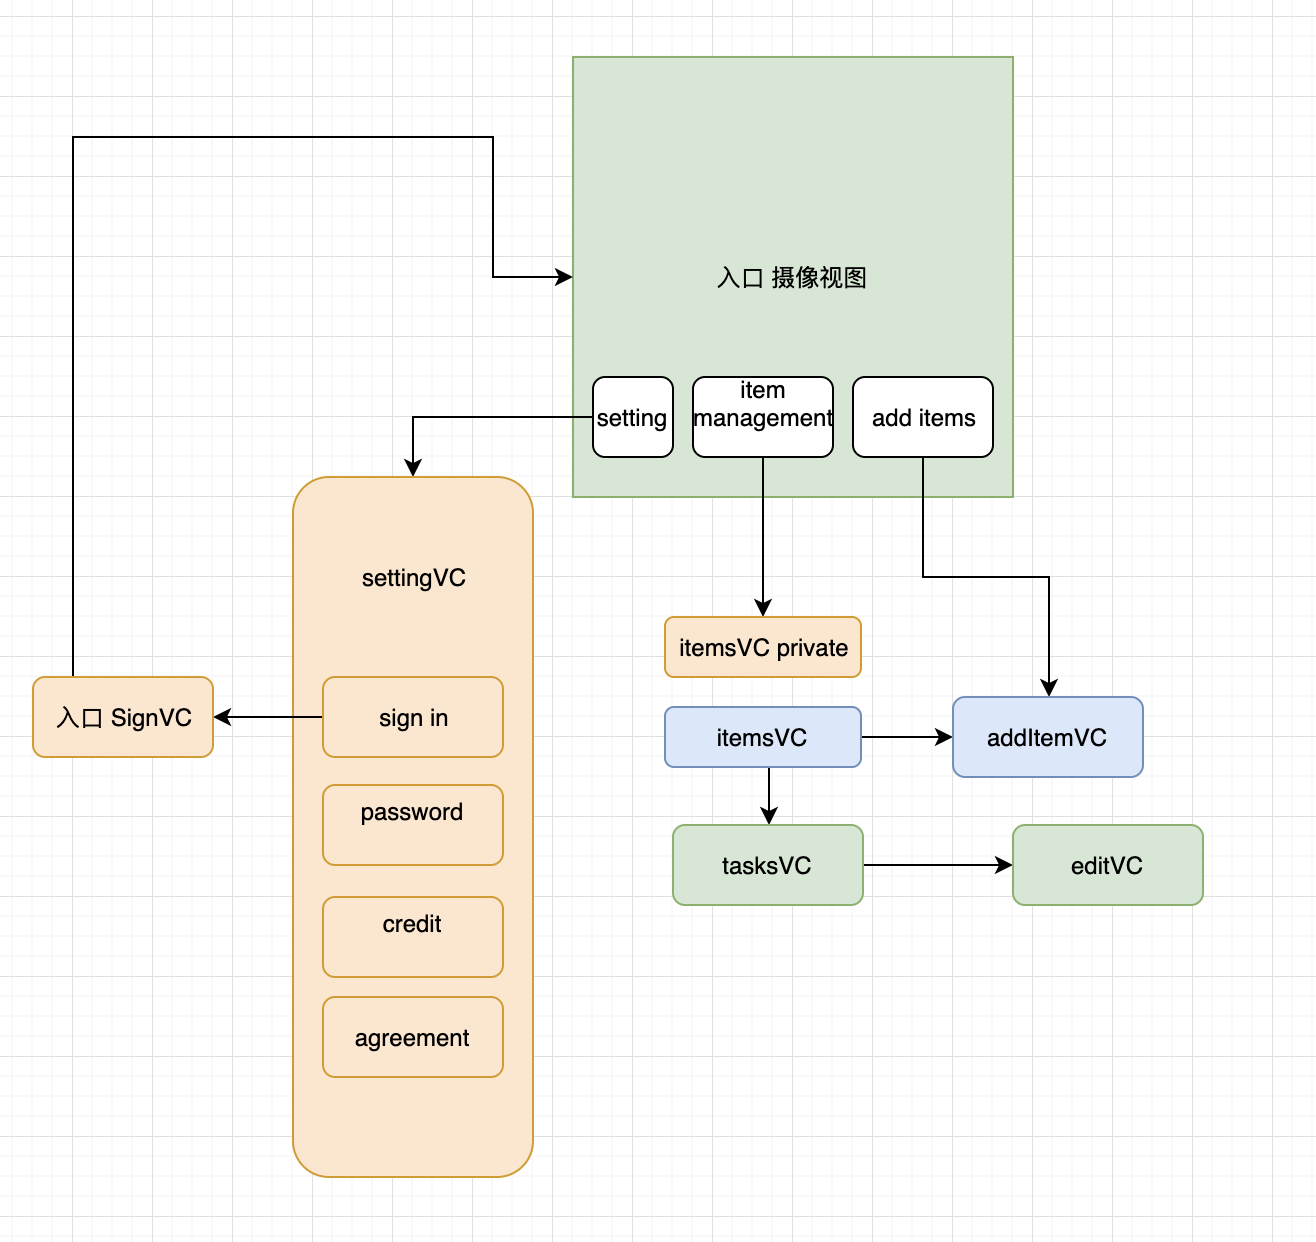 入口 摄像视图
setting
item
management
add items
settingVC
itemsVC private
入口 SignVC
sign in
itemsVC
addItemVC
password
tasksVC
editVC
credit
agreement